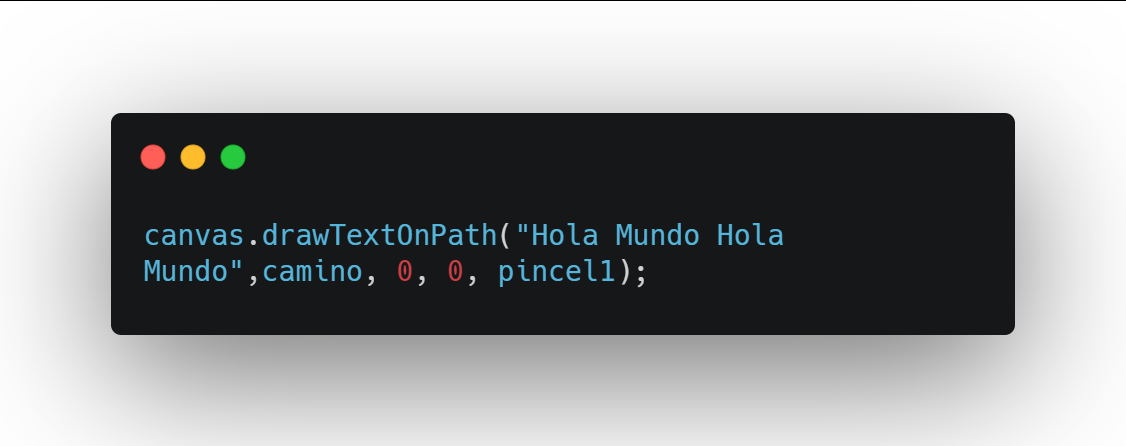 canvas.drawTextOnPath("Hola Mundo Hola
Mundo",camino, 0, 0, pincel1);